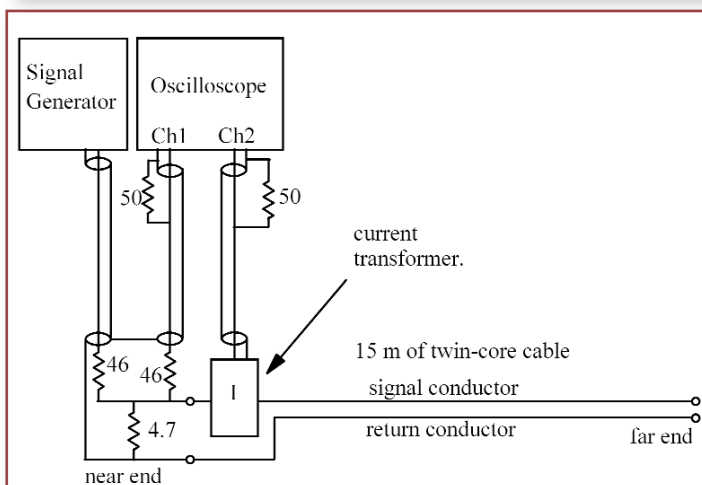 Signal
Generator
Oscilloscope
Ch1 Ch2
50
50
current
transformer.
15 m of twin-core cable
46
46
I
signal conductor
4.7
return conductor
far end
near end